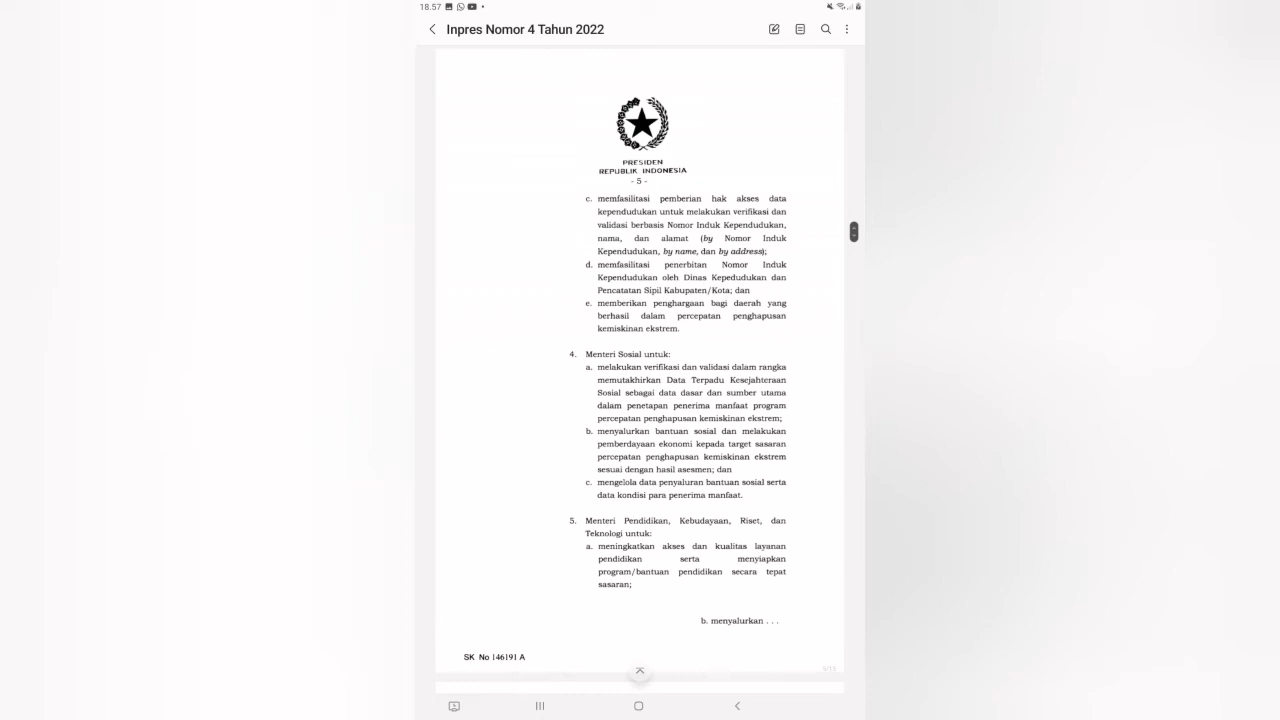 18.57
Inpres Nomor 4 Tahun 2022
PRESIDEN
REPUBLIK INDONESIA
- 5 -
c. memfasilitasi pemberian hak akses data
kependudukan untuk melakukan verifikasi dan
validasi berbasis Nomor Induk Kependudukan,
nama, dan alamat (by Nomor Induk
Kependudukan, by name, dan by address);
d. memfasilitasi penerbitan Nomor Induk
Kependudukan oleh Dinas Kepedudukan dan
Pencatatan Sipil Kabupaten/Kota; dan
e. memberikan penghargaan bagi daerah yang
berhasil dalam percepatan penghapusan
kemiskinan ekstrem.
4. Menteri Sosial untuk:
a. melakukan verifikasi dan validasi dalam rangka
memutakhirkan Data Terpadu Kesejahteraan
Sosial sebagai data dasar dan sumber utama
dalam penetapan penerima manfaat program
percepatan penghapusan kemiskinan ekstrem;
b. menyalurkan bantuan sosial dan melakukan
pemberdayaan ekonomi kepada target sasaran
percepatan penghapusan kemiskinan ekstrem
sesuai dengan hasil asesmen; dan
c. mengelola data penyaluran bantuan sosial serta
data kondisi para penerima manfaat.
5. Menteri Pendidikan, Kebudayaan, Riset, dan
Teknologi untuk:
a. meningkatkan akses dan kualitas layanan
pendidikan serta menyiapkan
program/bantuan pendidikan secara tepat
sasaran;
b. menyalurkan . . .
SK No 146191 A